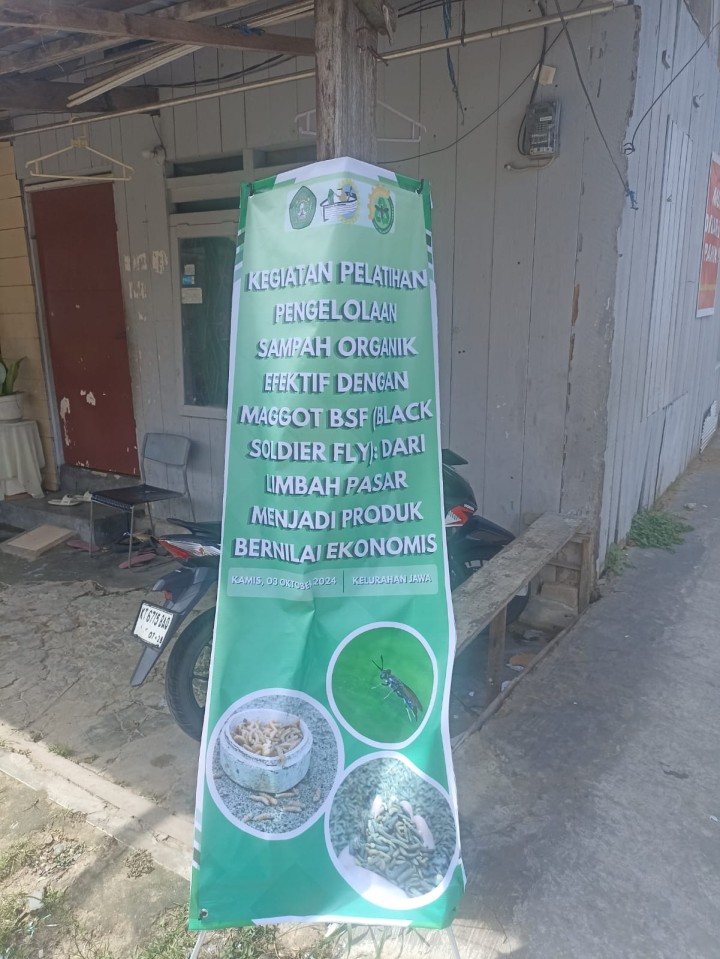 KEGIATAN PELATIHAN
PENGELOLAAN
SAMPAH ORGANIK
EFEKTIF DENGAN
MAGGOT BSF (BLACK
SOLDIER FLY): DARI
LIMBAH PASAR
MENJADI PRODUK
BERNILAI EKONOMIS
KAMIS, 03 OKTOBER 2024 | KELURAHAN JAWA